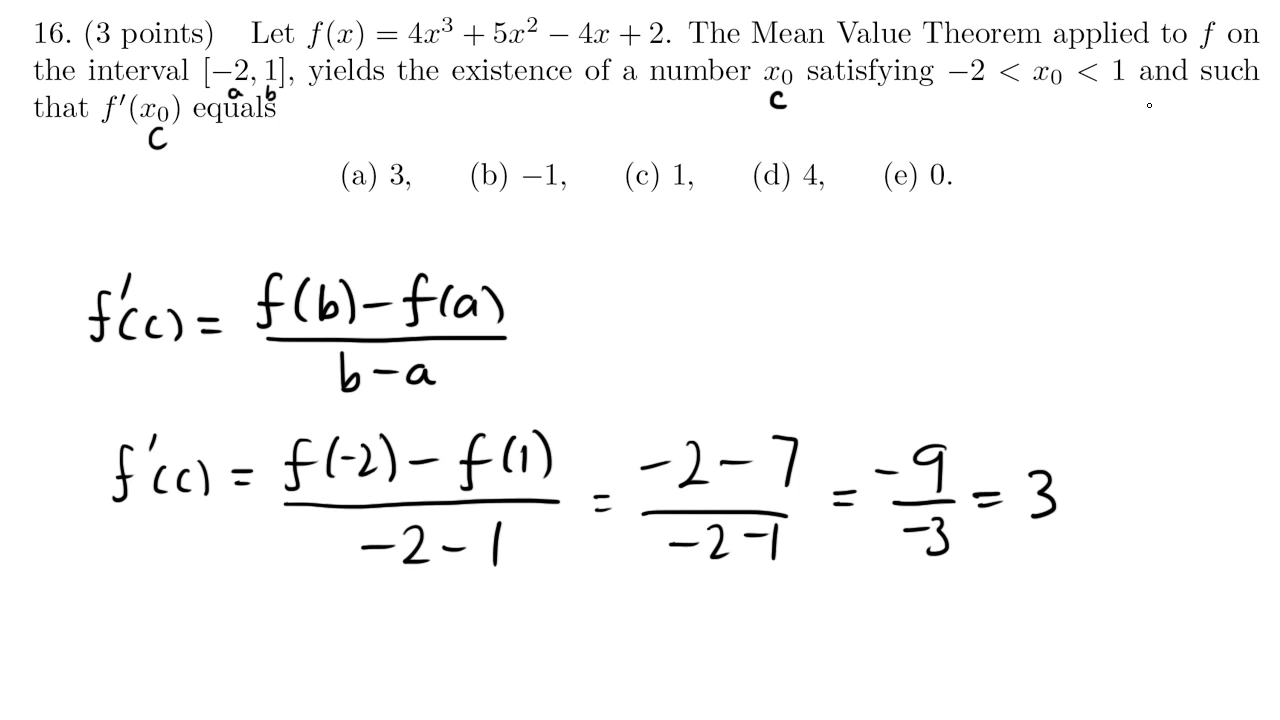 16. (3 points) Let f(x) = 4x³ + 5x² − 4x + 2. The Mean Value Theorem applied to f on
the interval [−2, 1], yields the existence of a number x₀ satisfying −2 < x₀ < 1 and such
a b c
that f′(x₀) equals
c
(a) 3, (b) −1, (c) 1, (d) 4, (e) 0.
f'(c) = f(b) − f(a) / b − a
f'(c) = f(-2) − f(1) / −2 − 1 = −2 − 7 / −2 −1 = −9 / −3 = 3